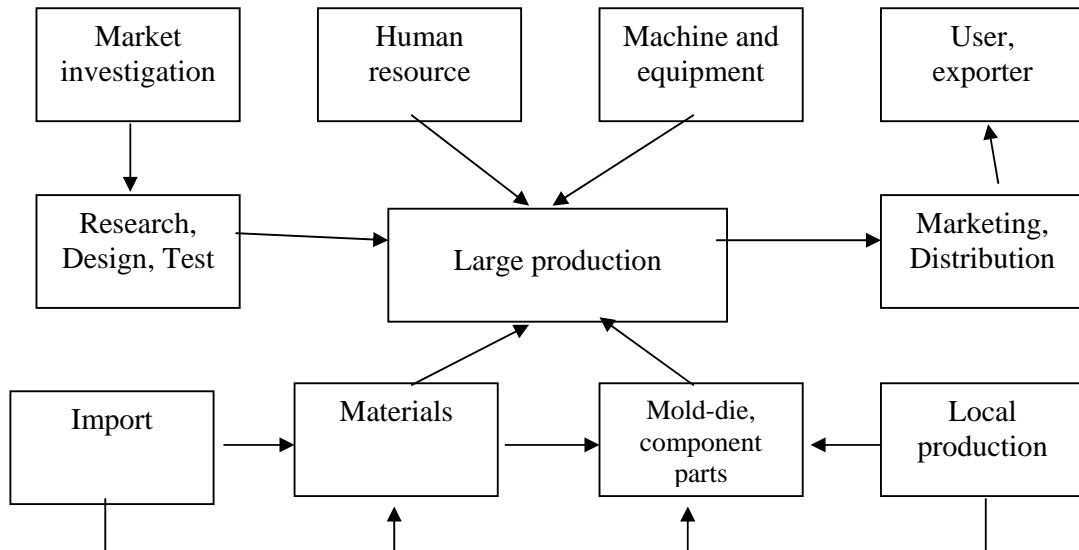 Market
investigation
Human
resource
Machine and
equipment
User,
exporter
Research,
Design, Test
Large production
Marketing,
Distribution
Import
Materials
Mold-die,
component
parts
Local
production